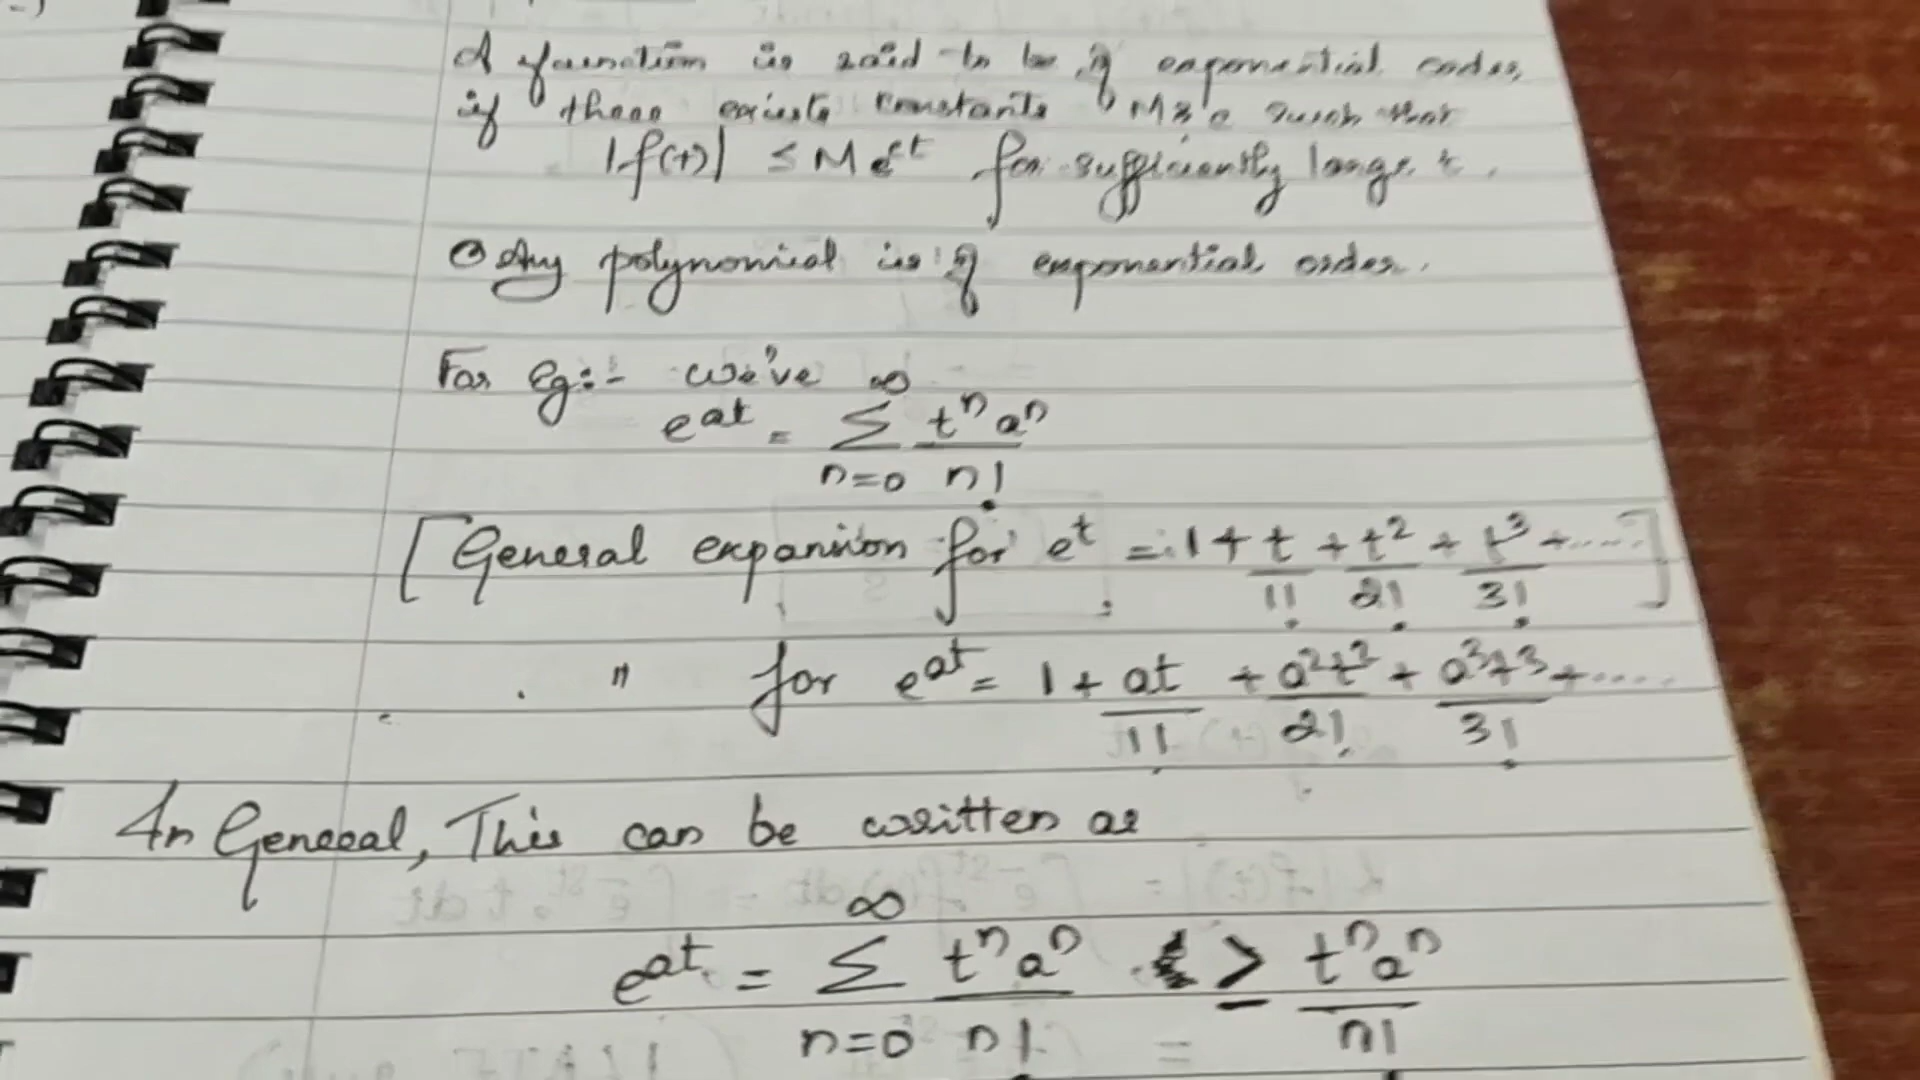 A function is said to be of exponential order,
if there exists constants M & c such that
|f(t)| ≤ M e^ct for sufficiently large t.
Any polynomial is of exponential order.
For eg:- we've
e^at = ∞ Σ n=0 t^n a^n / n!
[General expansion for e^t = 1 + t/1! + t^2/2! + t^3/3! + ....]
" for e^at = 1 + at/1! + a^2t^2/2! + a^3t^3/3! + ....
In General, This can be written as
e^at = ∞ Σ n=0 t^n a^n / n! ≥ t^n a^n / n!